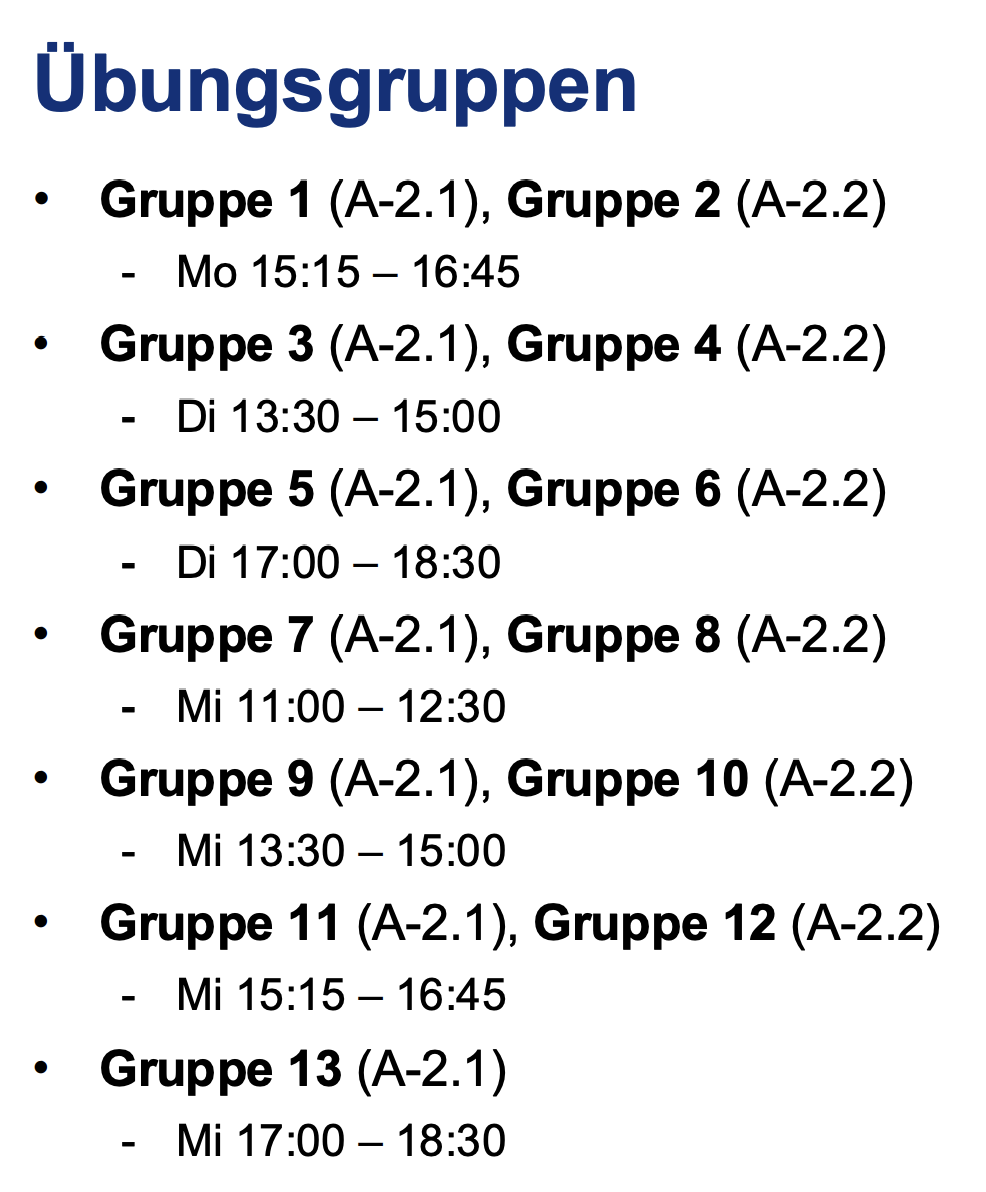 Übungsgruppen
• Gruppe 1 (A-2.1), Gruppe 2 (A-2.2)
- Mo 15:15 – 16:45
• Gruppe 3 (A-2.1), Gruppe 4 (A-2.2)
- Di 13:30 – 15:00
• Gruppe 5 (A-2.1), Gruppe 6 (A-2.2)
- Di 17:00 – 18:30
• Gruppe 7 (A-2.1), Gruppe 8 (A-2.2)
- Mi 11:00 – 12:30
• Gruppe 9 (A-2.1), Gruppe 10 (A-2.2)
- Mi 13:30 – 15:00
• Gruppe 11 (A-2.1), Gruppe 12 (A-2.2)
- Mi 15:15 – 16:45
• Gruppe 13 (A-2.1)
- Mi 17:00 – 18:30